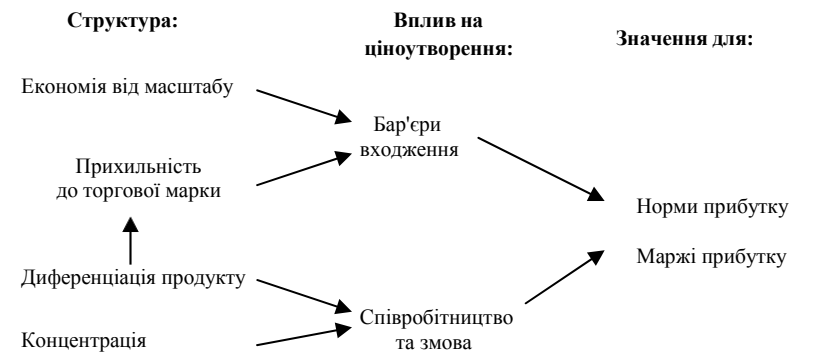 Структура:
Вплив на
ціноутворення:
Значення для:
Економія від масштабу
Бар'єри
входження
Прихильність
до торгової марки
Норми прибутку
Маржі прибутку
Диференціація продукту
Співробітництво
та змова
Концентрація